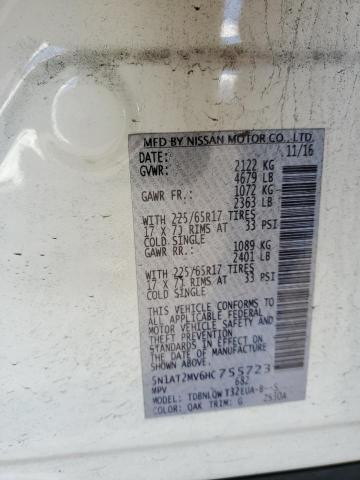 MFD BY NISSAN MOTOR CO., LTD.
DATE: 11/16
GVWR: 2122 KG
4679 LB
GAWR FR.: 1072 KG
2363 LB
WITH 225/65R17 TIRES
17 X 7J RIMS AT 33 PSI
COLD SINGLE
GAWR RR.: 1089 KG
2401 LB
WITH 225/65R17 TIRES
17 X 7J RIMS AT 33 PSI
COLD SINGLE
THIS VEHICLE CONFORMS TO
ALL APPLICABLE FEDERAL
MOTOR VEHICLE SAFETY
STANDARDS IN EFFECT ON
THE DATE OF MANUFACTURE
SHOWN ABOVE.
5N1AT2MV6HC755723
MPV 682
MODEL:
COLOR: QAK TRIM: G